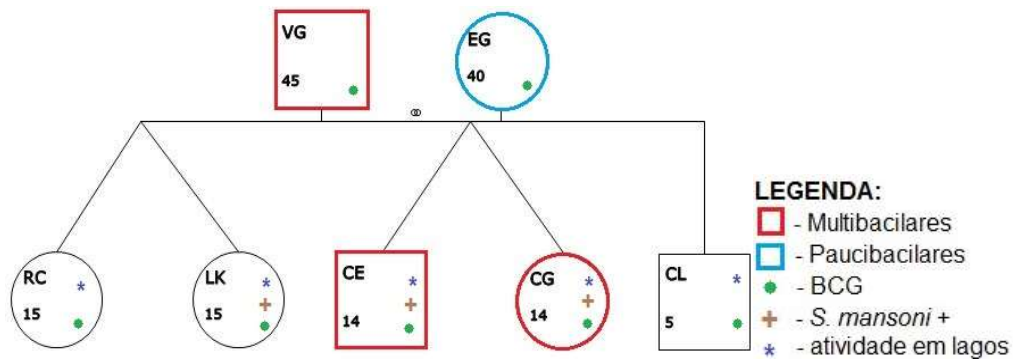 VG
45
EG
40
RC
15
LK
15
CE
14
CG
14
CL
5
LEGENDA:
- Multibacilares
- Paucibacilares
- BCG
- S. mansoni +
- atividade em lagos